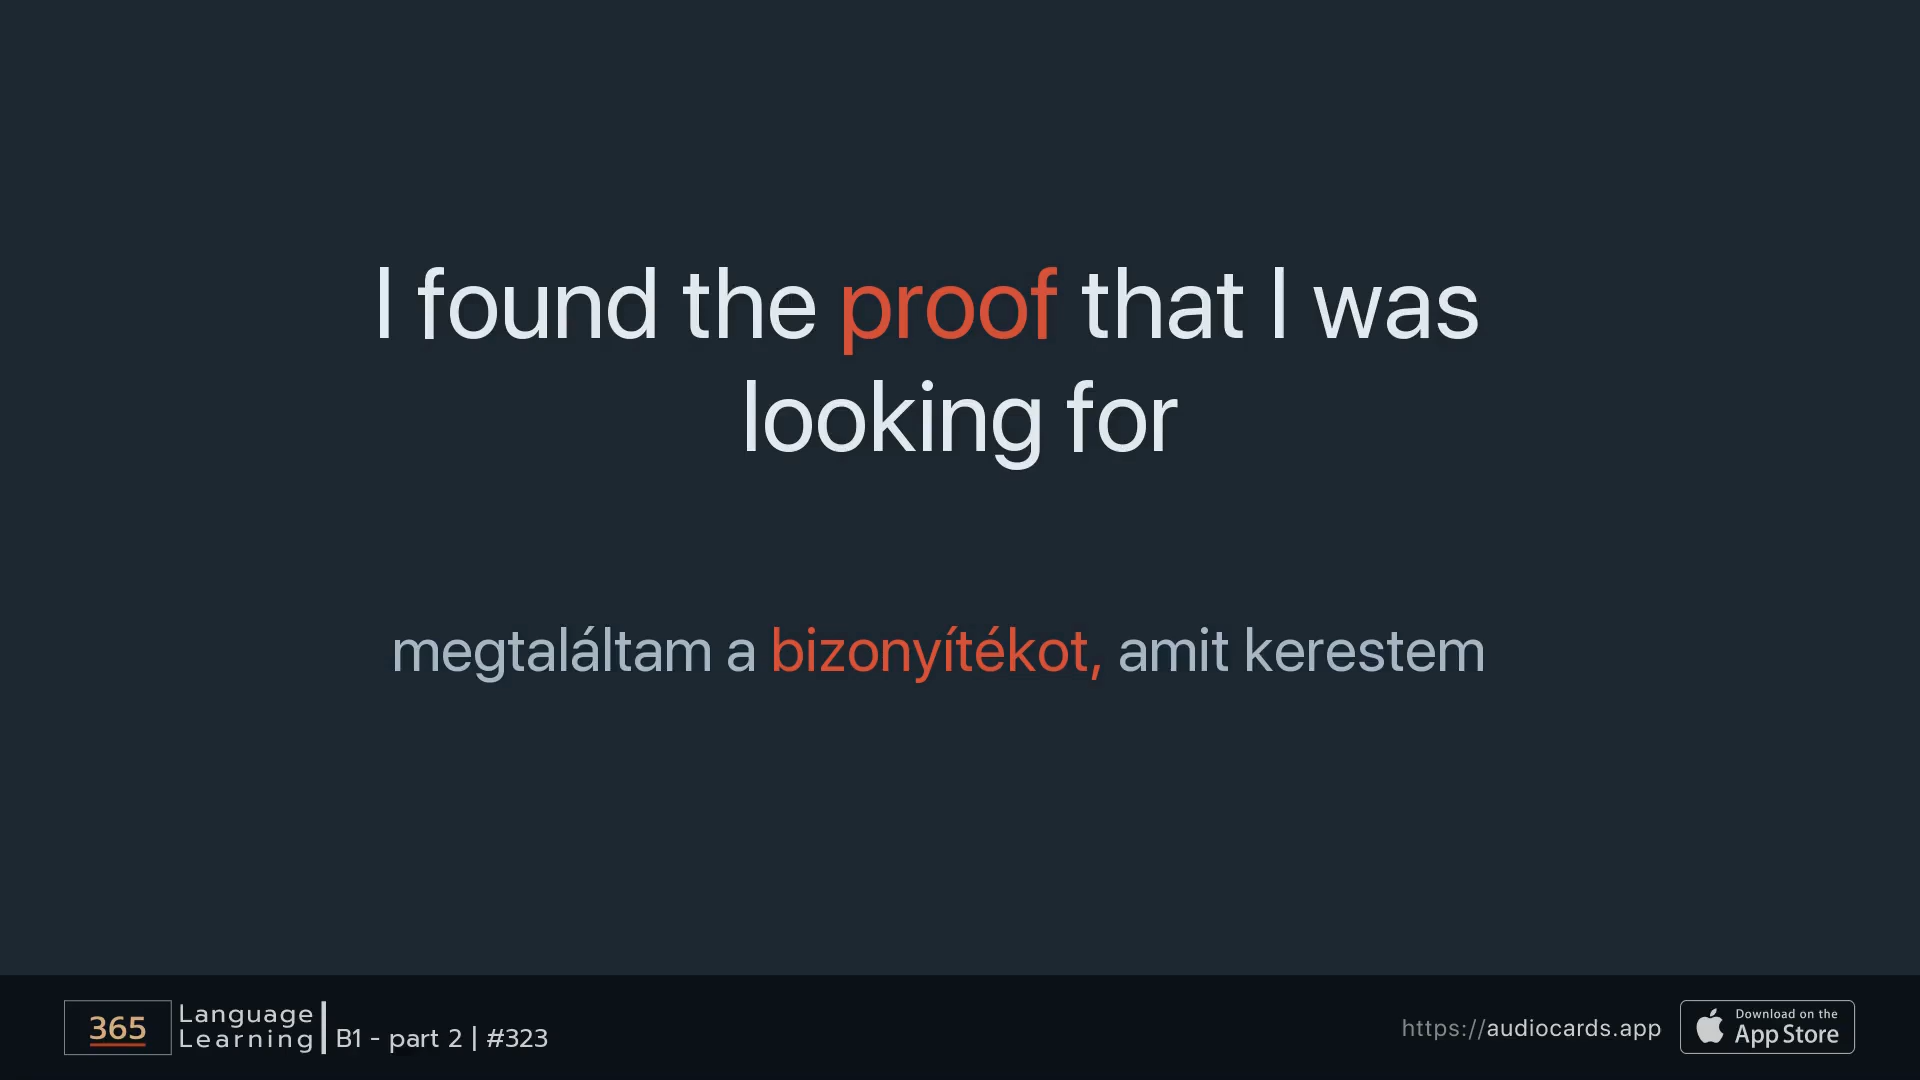 I found the proof that I was
looking for
megtaláltam a bizonyítékot, amit kerestem
365
Language
Learning
B1 - part 2 | #323
https://audiocards.app
Download on the
App Store